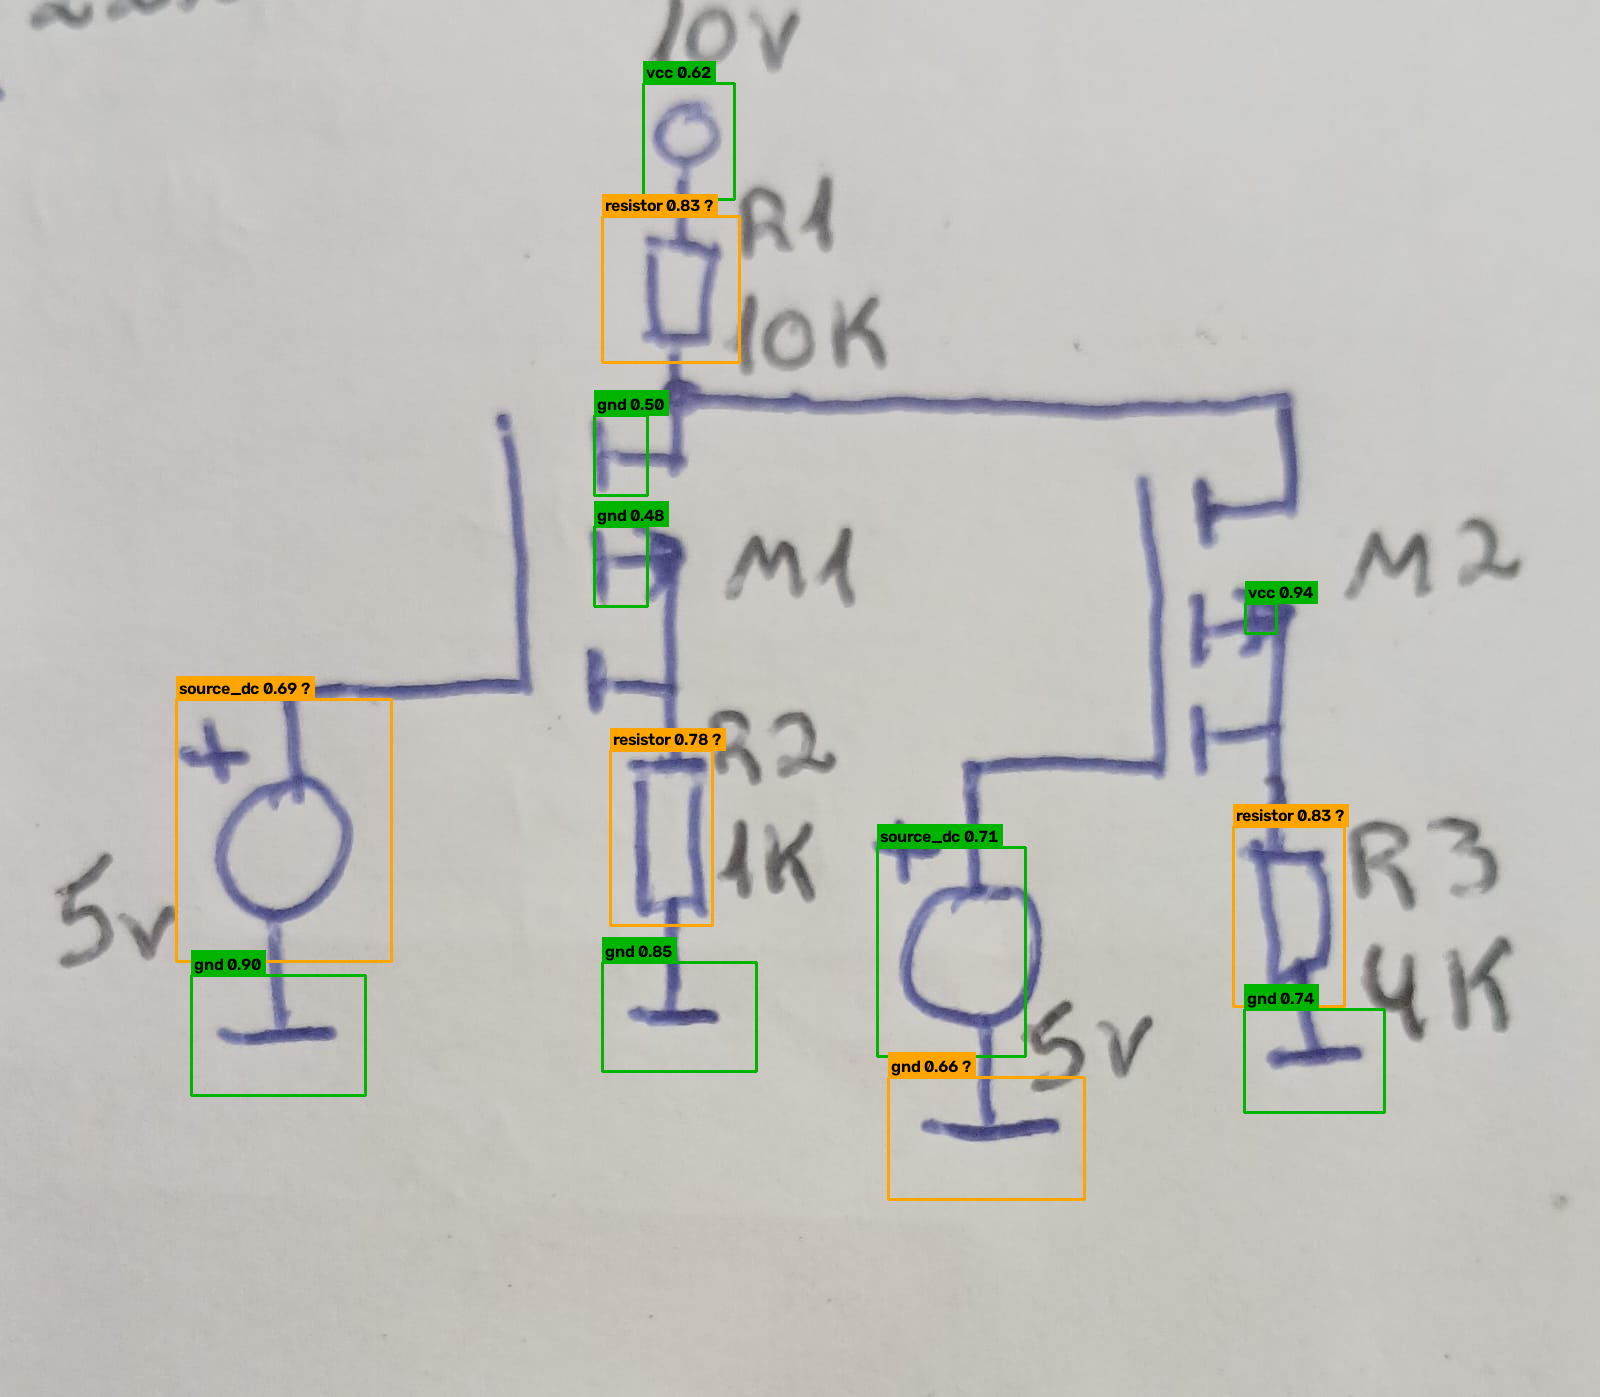 10V
vcc 0.62
resistor 0.83 ?
R1
10K
gnd 0.50
gnd 0.48
M1
M2
vcc 0.94
source_dc 0.69 ?
+
resistor 0.78 ?
R2
1K
source_dc 0.71
+
resistor 0.83 ?
R3
4K
5v
gnd 0.90
gnd 0.85
gnd 0.74
5v
gnd 0.66 ?